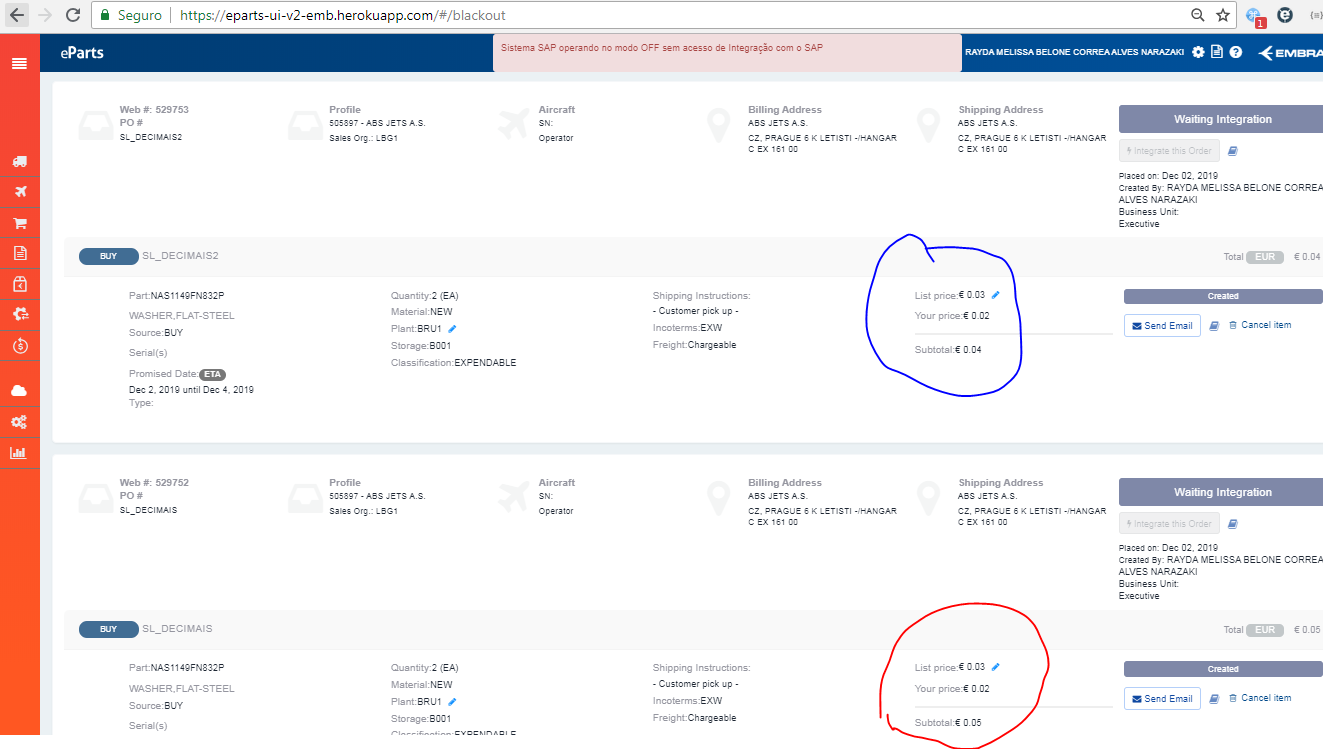 Seguro
https://eparts-ui-v2-emb.herokuapp.com/#/blackout
1
eParts
Sistema SAP operando no modo OFF sem acesso de Integração com o SAP
RAYDA MELISSA BELONE CORREA ALVES NARAZAKI
EMBRA
Web #: 529753
PO #
SL_DECIMAIS2
Profile
505897 - ABS JETS A.S.
Sales Org.: LBG1
Aircraft
SN:
Operator
Billing Address
ABS JETS A.S.
CZ, PRAGUE 6 K LETISTI -/HANGAR
C EX 161 00
Shipping Address
ABS JETS A.S.
CZ, PRAGUE 6 K LETISTI -/HANGAR
C EX 161 00
Waiting Integration
Integrate this Order
Placed on: Dec 02, 2019
Created By: RAYDA MELISSA BELONE CORREA
ALVES NARAZAKI
Business Unit:
Executive
BUY SL_DECIMAIS2
Total EUR € 0.04
Part:NAS1149FN832P
WASHER,FLAT-STEEL
Source:BUY
Serial(s)
Promised Date: ETA
Dec 2, 2019 until Dec 4, 2019
Type:
Quantity:2 (EA)
Material:NEW
Plant:BRU1
Storage:B001
Classification:EXPENDABLE
Shipping Instructions:
- Customer pick up -
Incoterms:EXW
Freight:Chargeable
List price:€ 0.03
Your price:€ 0.02
Subtotal:€ 0.04
Created
Send Email
Cancel item
Web #: 529752
PO #
SL_DECIMAIS
Profile
505897 - ABS JETS A.S.
Sales Org.: LBG1
Aircraft
SN:
Operator
Billing Address
ABS JETS A.S.
CZ, PRAGUE 6 K LETISTI -/HANGAR
C EX 161 00
Shipping Address
ABS JETS A.S.
CZ, PRAGUE 6 K LETISTI -/HANGAR
C EX 161 00
Waiting Integration
Integrate this Order
Placed on: Dec 02, 2019
Created By: RAYDA MELISSA BELONE CORREA
ALVES NARAZAKI
Business Unit:
Executive
BUY SL_DECIMAIS
Total EUR € 0.05
Part:NAS1149FN832P
WASHER,FLAT-STEEL
Source:BUY
Serial(s)
Quantity:2 (EA)
Material:NEW
Plant:BRU1
Storage:B001
Classification:EXPENDABLE
Shipping Instructions:
- Customer pick up -
Incoterms:EXW
Freight:Chargeable
List price:€ 0.03
Your price:€ 0.02
Subtotal:€ 0.05
Created
Send Email
Cancel item